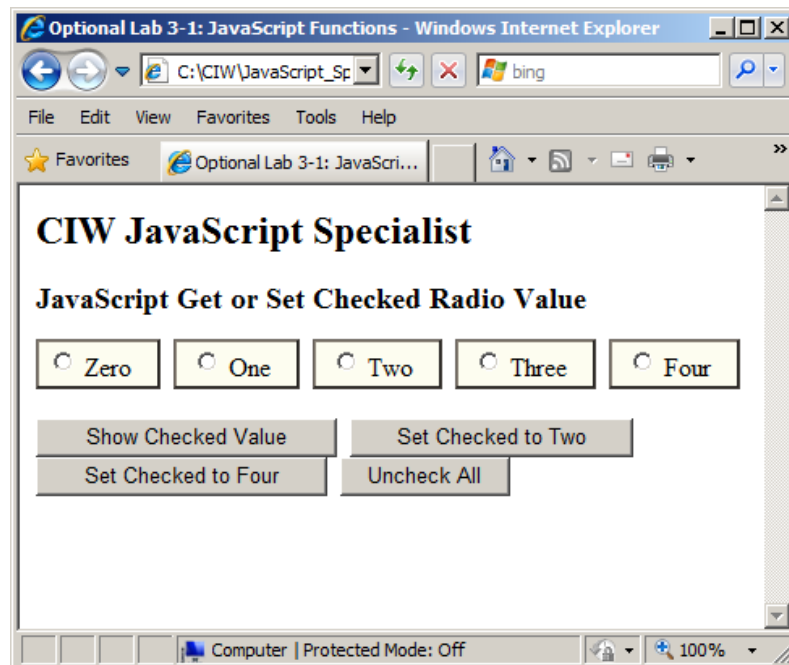 Optional Lab 3-1: JavaScript Functions - Windows Internet Explorer
C:\CIW\JavaScript_Sp
bing
File Edit View Favorites Tools Help
Favorites
Optional Lab 3-1: JavaScri...
»
CIW JavaScript Specialist
JavaScript Get or Set Checked Radio Value
Zero One Two Three Four
Show Checked Value Set Checked to Two
Set Checked to Four Uncheck All
Computer | Protected Mode: Off 100%